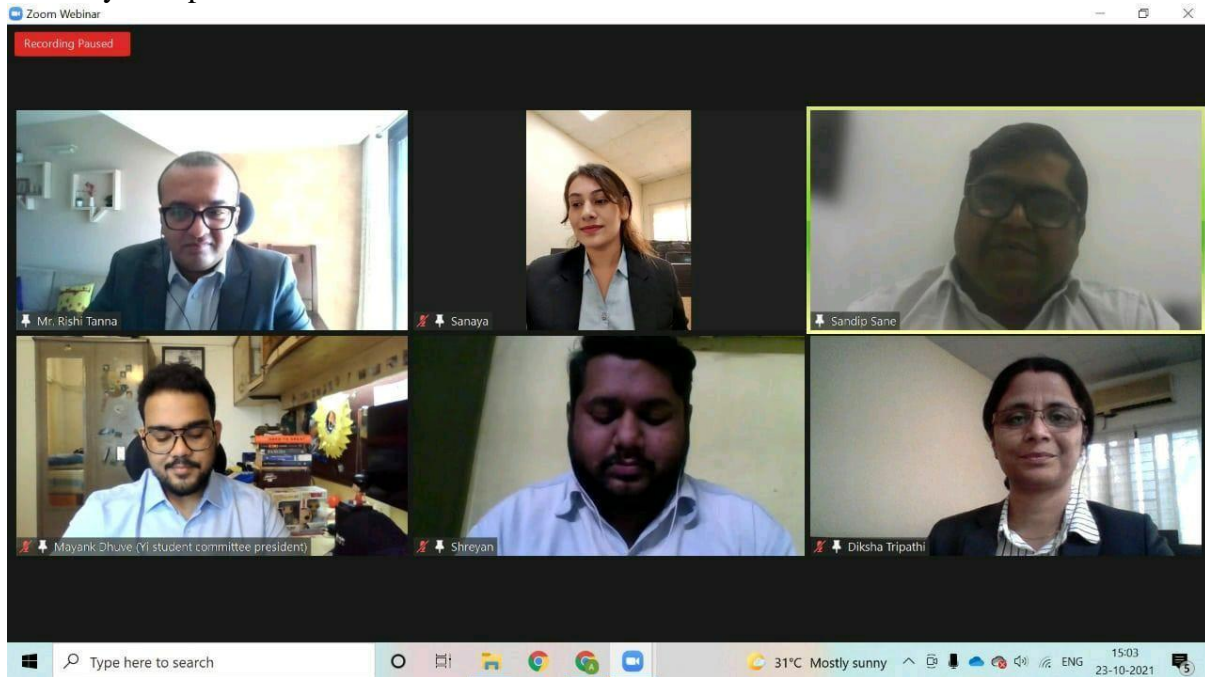 Zoom Webinar
Recording Paused
Mr. Rishi Tanna
Sanaya
Sandip Sane
Mayank Dhuve (Yi student committee president)
Shreyan
Diksha Tripathi
Type here to search
31°C Mostly sunny
ENG
15:03
23-10-2021
5